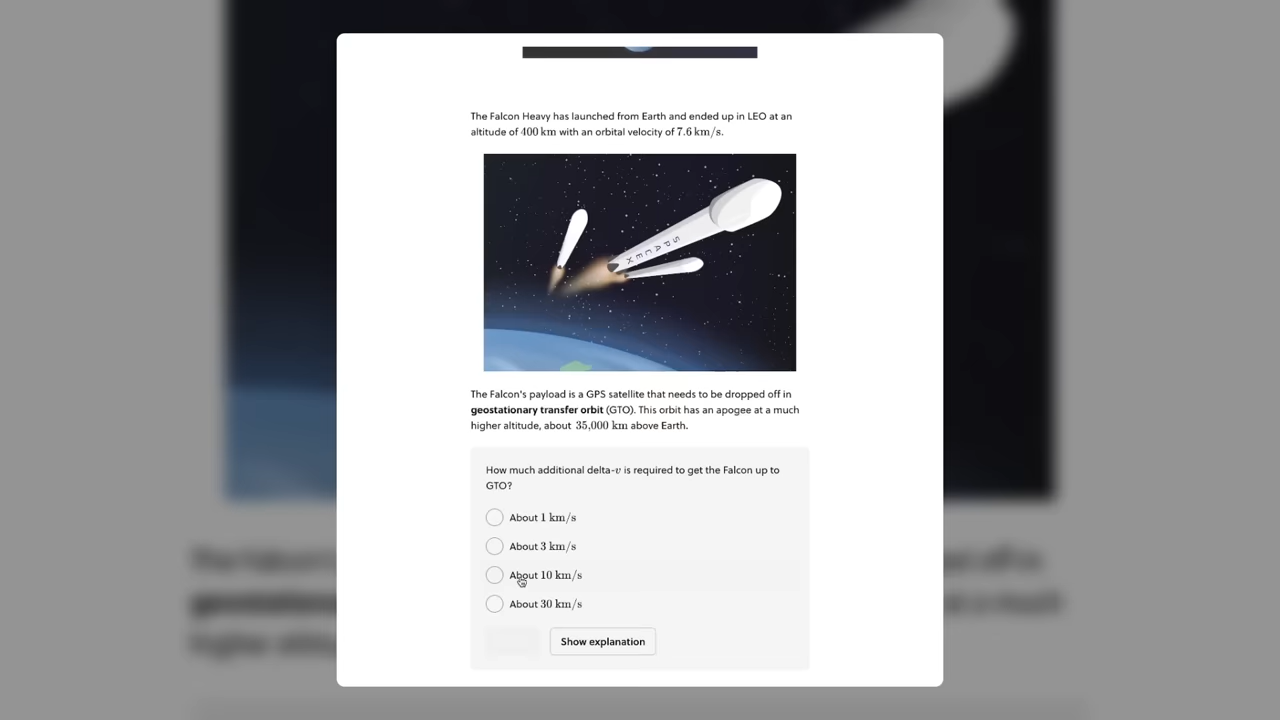 The Falcon Heavy has launched from Earth and ended up in LEO at an
altitude of 400 km with an orbital velocity of 7.6 km/s.
SPACEX
The Falcon's payload is a GPS satellite that needs to be dropped off in
geostationary transfer orbit (GTO). This orbit has an apogee at a much
higher altitude, about 35,000 km above Earth.
How much additional delta-v is required to get the Falcon up to
GTO?
About 1 km/s
About 3 km/s
About 10 km/s
About 30 km/s
Show explanation